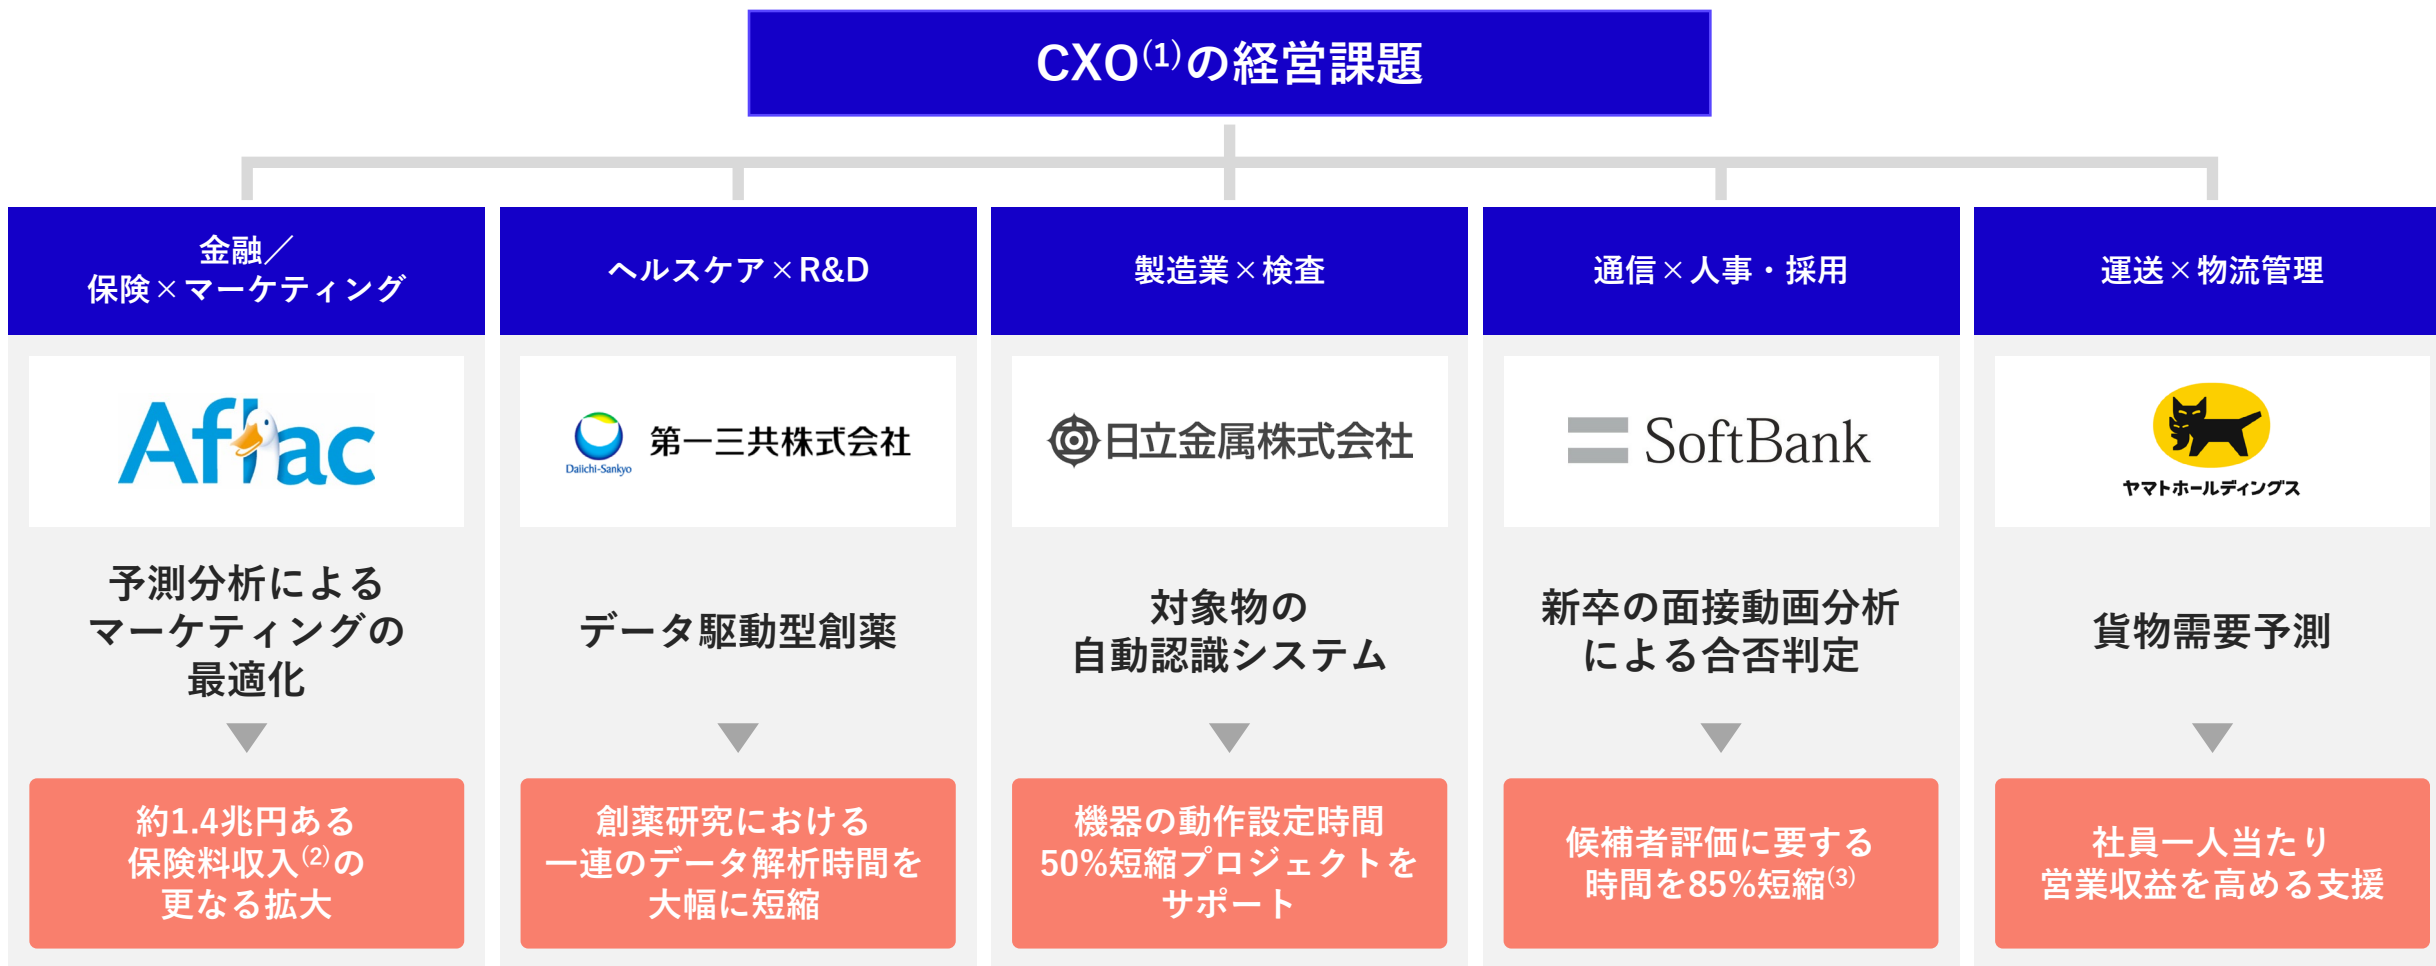 CXO(1)の経営課題
金融／
保険×マーケティング
Aflac
予測分析による
マーケティングの
最適化
約1.4兆円ある
保険料収入(2)の
更なる拡大
ヘルスケア×R&D
Daiichi-Sankyo
第一三共株式会社
データ駆動型創薬
創薬研究における
一連のデータ解析時間を
大幅に短縮
製造業×検査
日立金属株式会社
対象物の
自動認識システム
機器の動作設定時間
50%短縮プロジェクトを
サポート
通信×人事・採用
SoftBank
新卒の面接動画分析
による合否判定
候補者評価に要する
時間を85%短縮(3)
運送×物流管理
ヤマトホールディングス
貨物需要予測
社員一人当たり
営業収益を高める支援